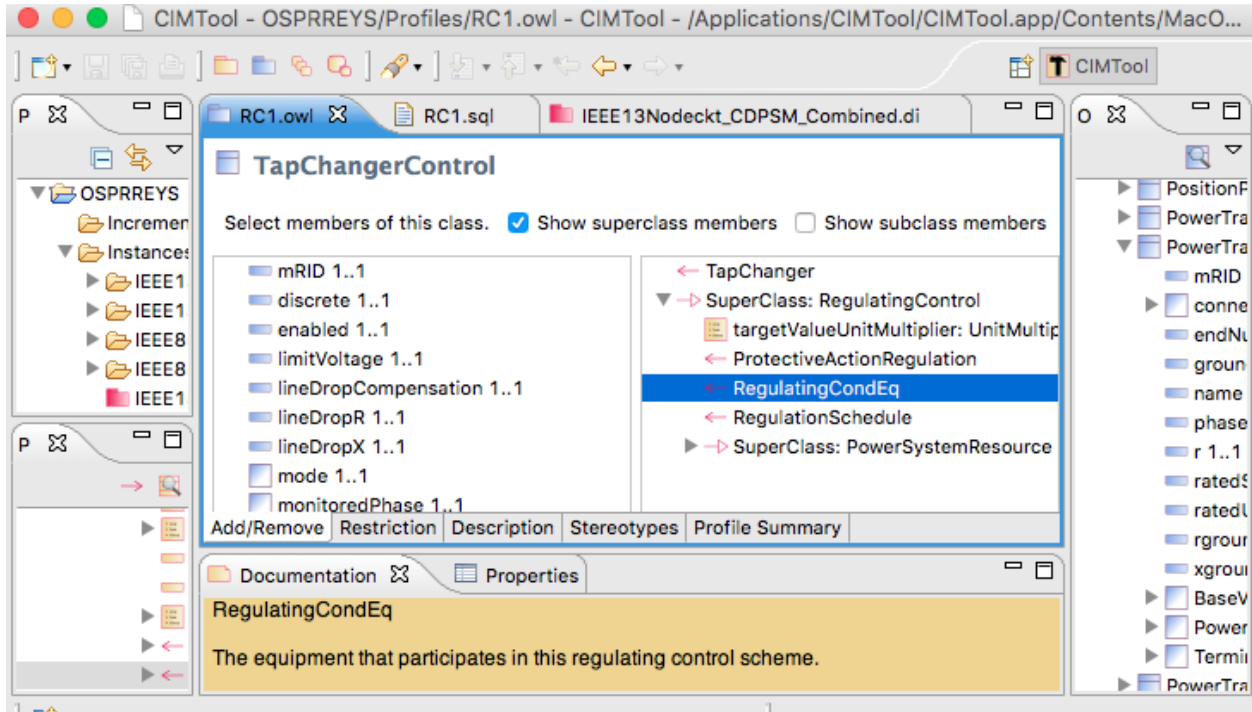 CIMTool - OSPRREYS/Profiles/RC1.owl - CIMTool - /Applications/CIMTool/CIMTool.app/Contents/MacO...
CIMTool
P
OSPRREYS
Incremen
Instances
IEEE1
IEEE1
IEEE8
IEEE8
IEEE1
P
RC1.owl
RC1.sql
IEEE13Nodeckt_CDPSM_Combined.di
TapChangerControl
Select members of this class.
Show superclass members
Show subclass members
mRID 1..1
discrete 1..1
enabled 1..1
limitVoltage 1..1
lineDropCompensation 1..1
lineDropR 1..1
lineDropX 1..1
mode 1..1
monitoredPhase 1..1
TapChanger
SuperClass: RegulatingControl
targetValueUnitMultiplier: UnitMultip
ProtectiveActionRegulation
RegulatingCondEq
RegulationSchedule
SuperClass: PowerSystemResource
Add/Remove
Restriction
Description
Stereotypes
Profile Summary
Documentation
Properties
RegulatingCondEq
The equipment that participates in this regulating control scheme.
O
PositionP
PowerTra
PowerTra
mRID
conne
endNu
groun
name
phase
r 1..1
ratedS
ratedU
rgroun
xgroun
BaseV
Power
Termin
PowerTra